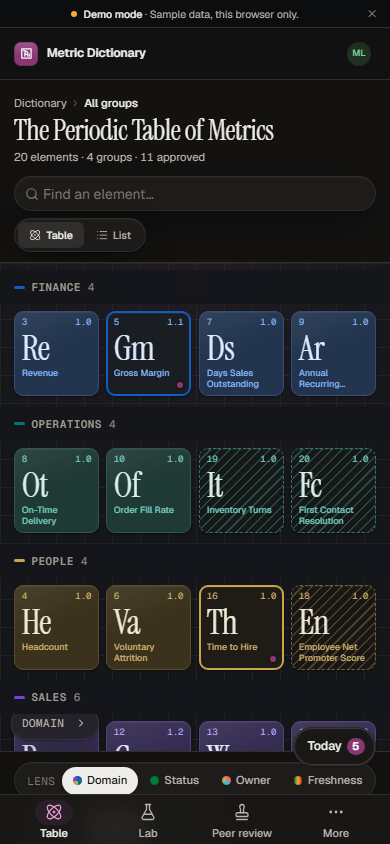 Demo mode · Sample data, this browser only.
Metric Dictionary
ML
Dictionary > All groups
The Periodic Table of Metrics
20 elements · 4 groups · 11 approved
Find an element…
Table List
FINANCE 4
3 1.0
Re
Revenue
5 1.1
Gm
Gross Margin
7 1.0
Ds
Days Sales
Outstanding
9 1.0
Ar
Annual
Recurring…
OPERATIONS 4
8 1.0
Ot
On-Time
Delivery
10 1.0
Of
Order Fill Rate
19 1.0
It
Inventory Turns
20 1.0
Fc
First Contact
Resolution
PEOPLE 4
4 1.0
He
Headcount
6 1.0
Va
Voluntary
Attrition
16 1.0
Th
Time to Hire
18 1.0
En
Employee Net
Promoter Score
SALES 6
DOMAIN >
12 1.2
13 1.0
Today 5
LENS Domain Status Owner Freshness
Table Lab Peer review More